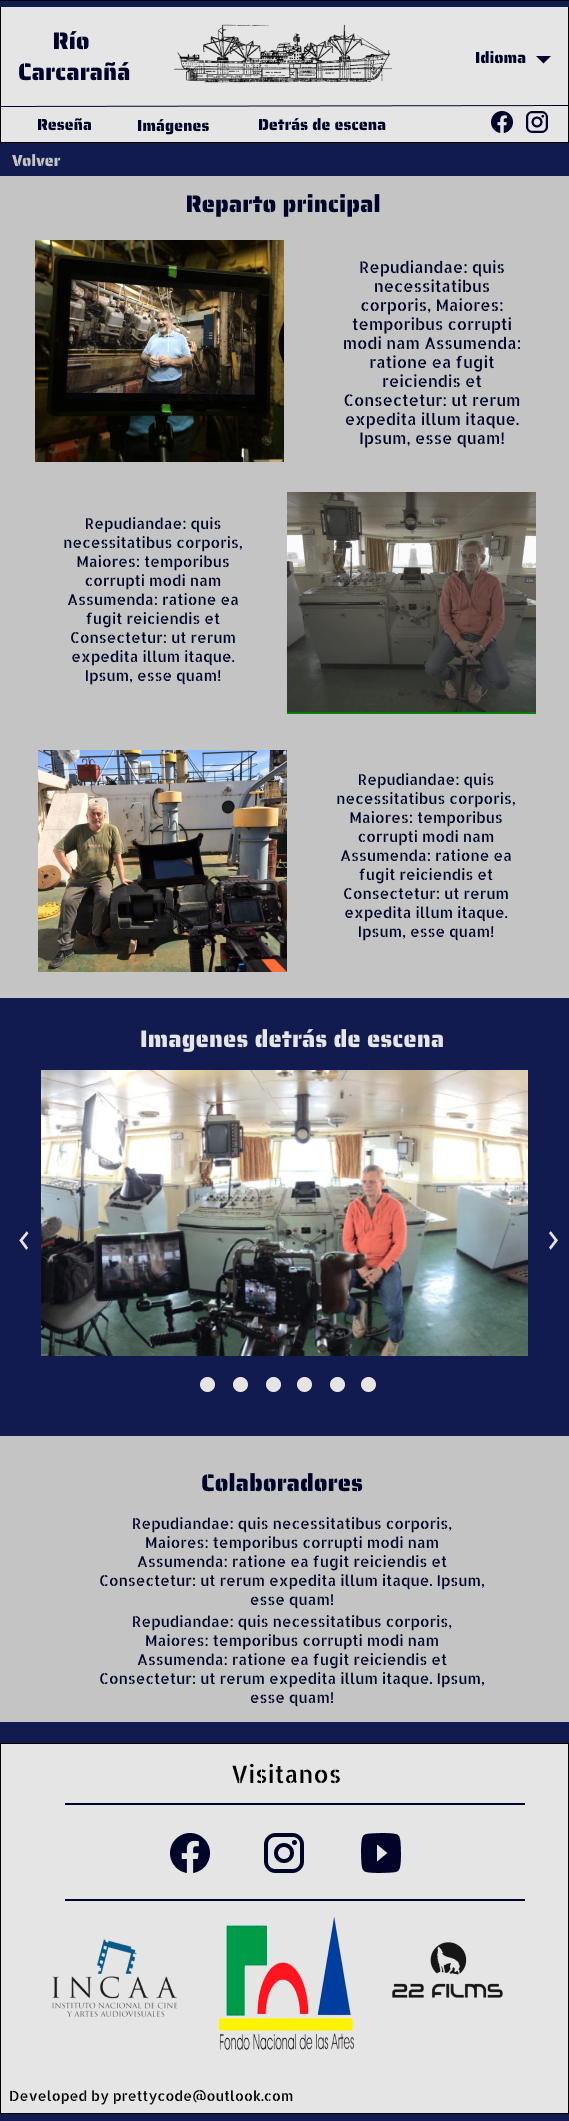 Río
Carcarañá
Idioma
Reseña
Imágenes
Detrás de escena
Volver
Reparto principal
Repudiandae: quis
necessitatibus
corporis, Maiores:
temporibus corrupti
modi nam Assumenda:
ratione ea fugit
reiciendis et
Consectetur: ut rerum
expedita illum itaque.
Ipsum, esse quam!
Repudiandae: quis
necessitatibus corporis,
Maiores: temporibus
corrupti modi nam
Assumenda: ratione ea
fugit reiciendis et
Consectetur: ut rerum
expedita illum itaque.
Ipsum, esse quam!
Repudiandae: quis
necessitatibus corporis,
Maiores: temporibus
corrupti modi nam
Assumenda: ratione ea
fugit reiciendis et
Consectetur: ut rerum
expedita illum itaque.
Ipsum, esse quam!
Imagenes detrás de escena
Colaboradores
Repudiandae: quis necessitatibus corporis,
Maiores: temporibus corrupti modi nam
Assumenda: ratione ea fugit reiciendis et
Consectetur: ut rerum expedita illum itaque. Ipsum,
esse quam!
Repudiandae: quis necessitatibus corporis,
Maiores: temporibus corrupti modi nam
Assumenda: ratione ea fugit reiciendis et
Consectetur: ut rerum expedita illum itaque. Ipsum,
esse quam!
Visitanos
INCAA
INSTITUTO NACIONAL DE CINE
Y ARTES AUDIOVISUALES
Fondo Nacional de las Artes
22 FILMS
Developed by prettycode@outlook.com